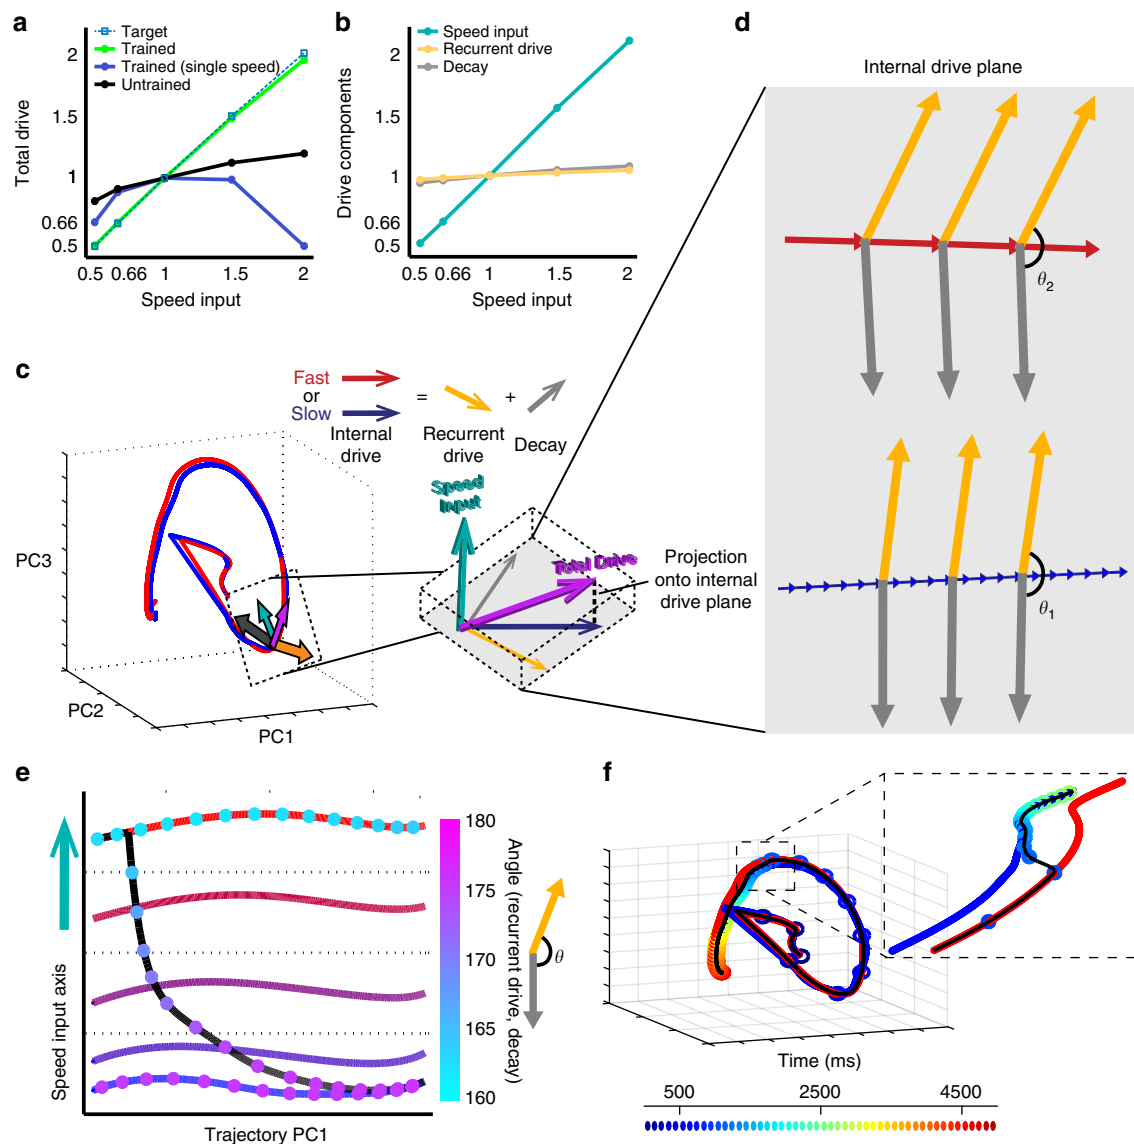 a
Target
Trained
Trained (single speed)
Untrained
Total drive
2
1.5
1
0.66
0.5
0.5 0.66 1 1.5 2
Speed input
b
Speed input
Recurrent drive
Decay
Drive components
2
1.5
1
0.66
0.5
0.5 0.66 1 1.5 2
Speed input
c
Fast
or
Slow
= +
Internal
drive
Recurrent
drive
Decay
PC3
PC2
PC1
Speed
Input
Total Drive
Projection
onto internal
drive plane
d
Internal drive plane
θ2
θ1
e
Speed input axis
Trajectory PC1
180
175
170
165
160
Angle (recurrent drive, decay)
θ
f
Time (ms)
500 2500 4500